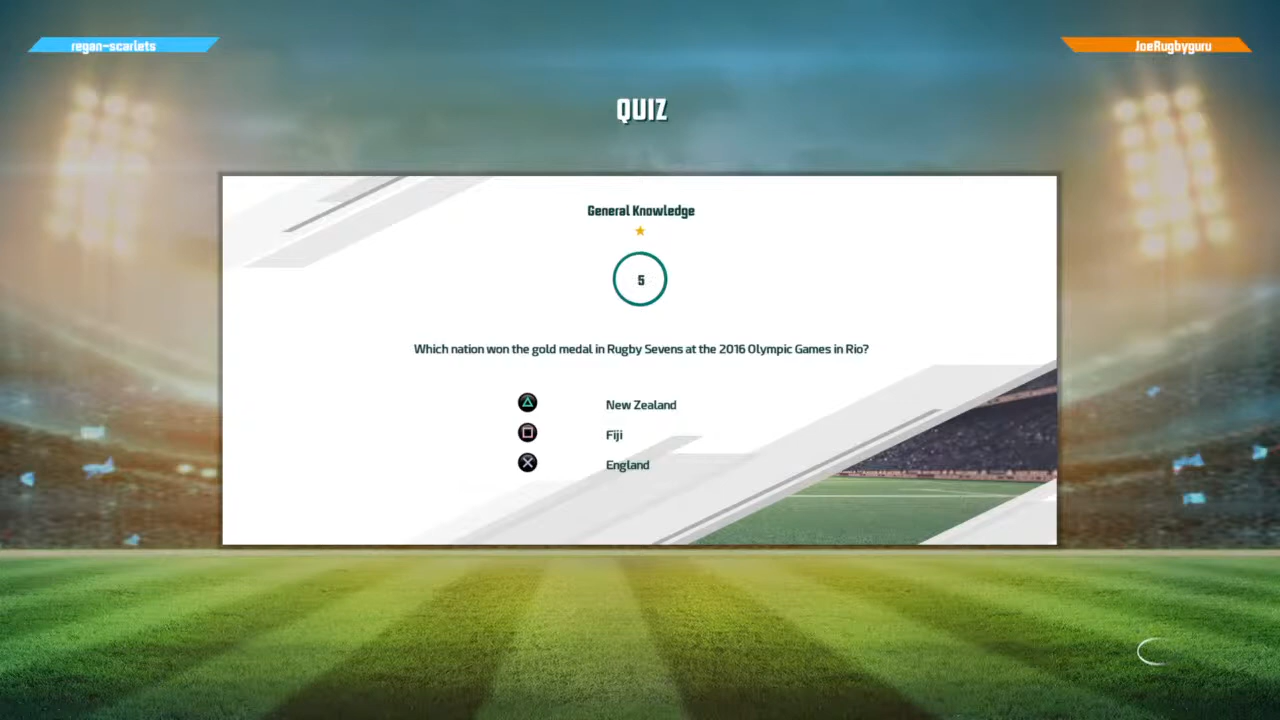 regan-scarlets
JoeRugbyguru
QUIZ
General Knowledge
5
Which nation won the gold medal in Rugby Sevens at the 2016 Olympic Games in Rio?
New Zealand
Fiji
England